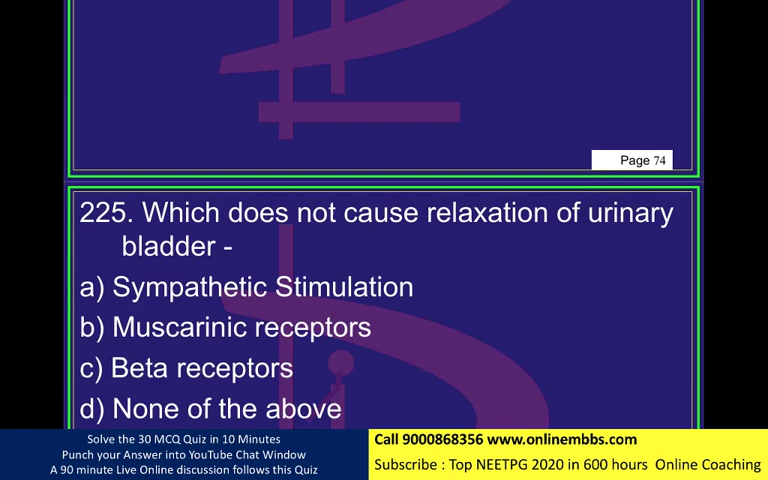 Page 74
225. Which does not cause relaxation of urinary
bladder -
a) Sympathetic Stimulation
b) Muscarinic receptors
c) Beta receptors
d) None of the above
Solve the 30 MCQ Quiz in 10 Minutes
Punch your Answer into YouTube Chat Window
A 90 minute Live Online discussion follows this Quiz
Call 9000868356 www.onlinembbs.com
Subscribe : Top NEETPG 2020 in 600 hours Online Coaching